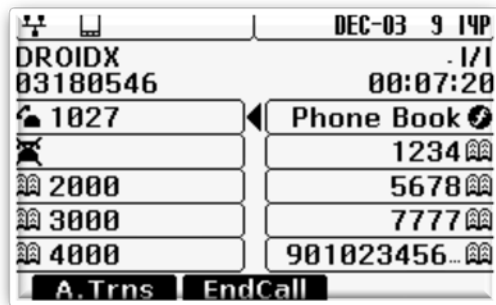 DEC-03 9 14P
DROIDX - 1/1
03180546 00:07:20
1027 Phone Book
1234
2000 5678
3000 7777
4000 901023456…
A.Trns EndCall